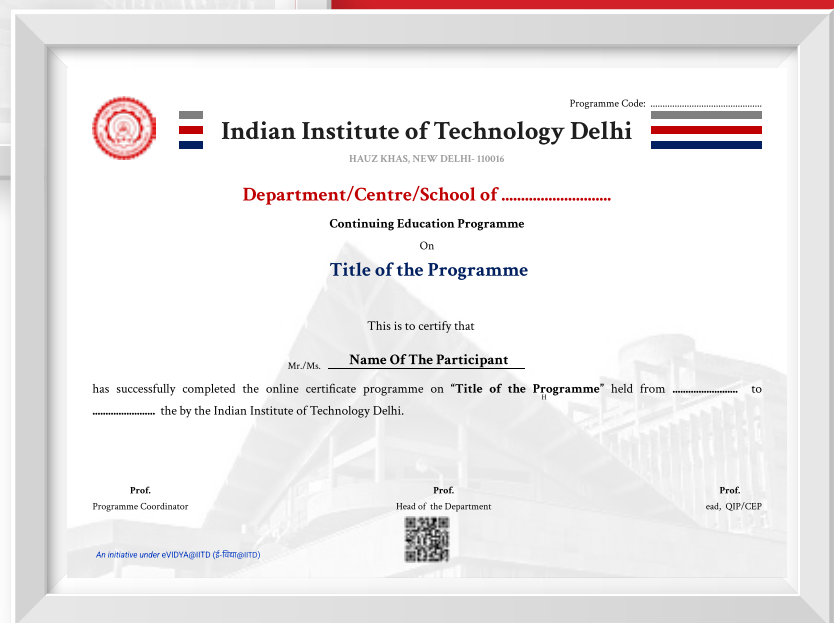 Programme Code: ............................................
Indian Institute of Technology Delhi
HAUZ KHAS, NEW DELHI- 110016
Department/Centre/School of ............................
Continuing Education Programme
On
Title of the Programme
This is to certify that
Mr./Ms. Name Of The Participant
has successfully completed the online certificate programme on “Title of the Programme” held from ......................... to
H
........................ the by the Indian Institute of Technology Delhi.
Prof. Prof. Prof.
Programme Coordinator Head of the Department ead, QIP/CEP
An initiative under eVIDYA@IITD (ई-विद्या@IITD)